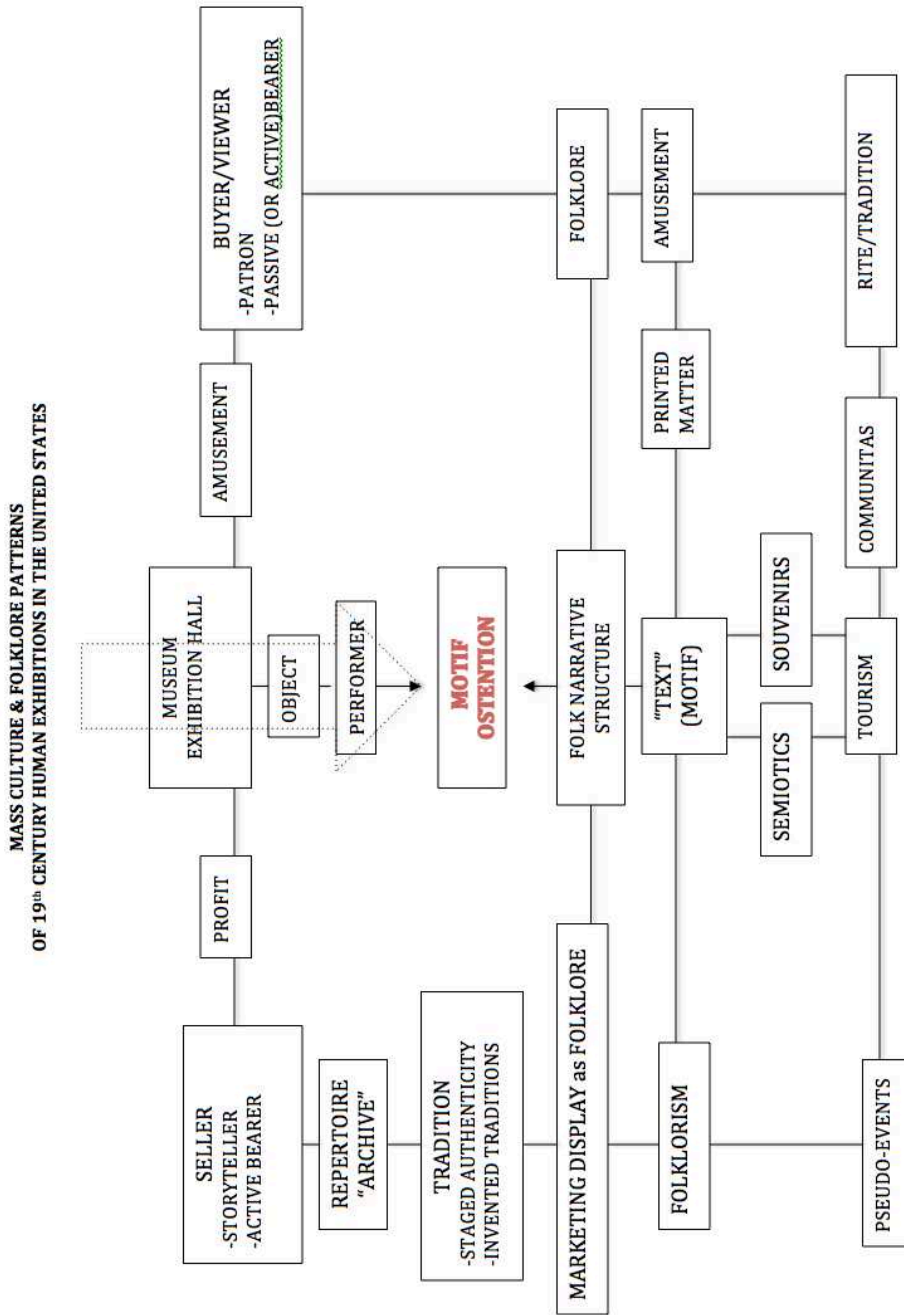 MASS CULTURE & FOLKLORE PATTERNS
OF 19th CENTURY HUMAN EXHIBITIONS IN THE UNITED STATES
SELLER
-STORYTELLER
-ACTIVE BEARER
PROFIT
MUSEUM
EXHIBITION HALL
AMUSEMENT
BUYER/VIEWER
-PATRON
-PASSIVE (OR ACTIVE)BEARER
REPERTOIRE
“ARCHIVE”
OBJECT
PERFORMER
TRADITION
-STAGED AUTHENTICITY
-INVENTED TRADITIONS
MOTIF
OSTENTION
MARKETING DISPLAY as FOLKLORE
FOLK NARRATIVE
STRUCTURE
FOLKLORE
FOLKLORISM
“TEXT”
(MOTIF)
PRINTED
MATTER
AMUSEMENT
SEMIOTICS
SOUVENIRS
PSEUDO-EVENTS
TOURISM
COMMUNITAS
RITE/TRADITION